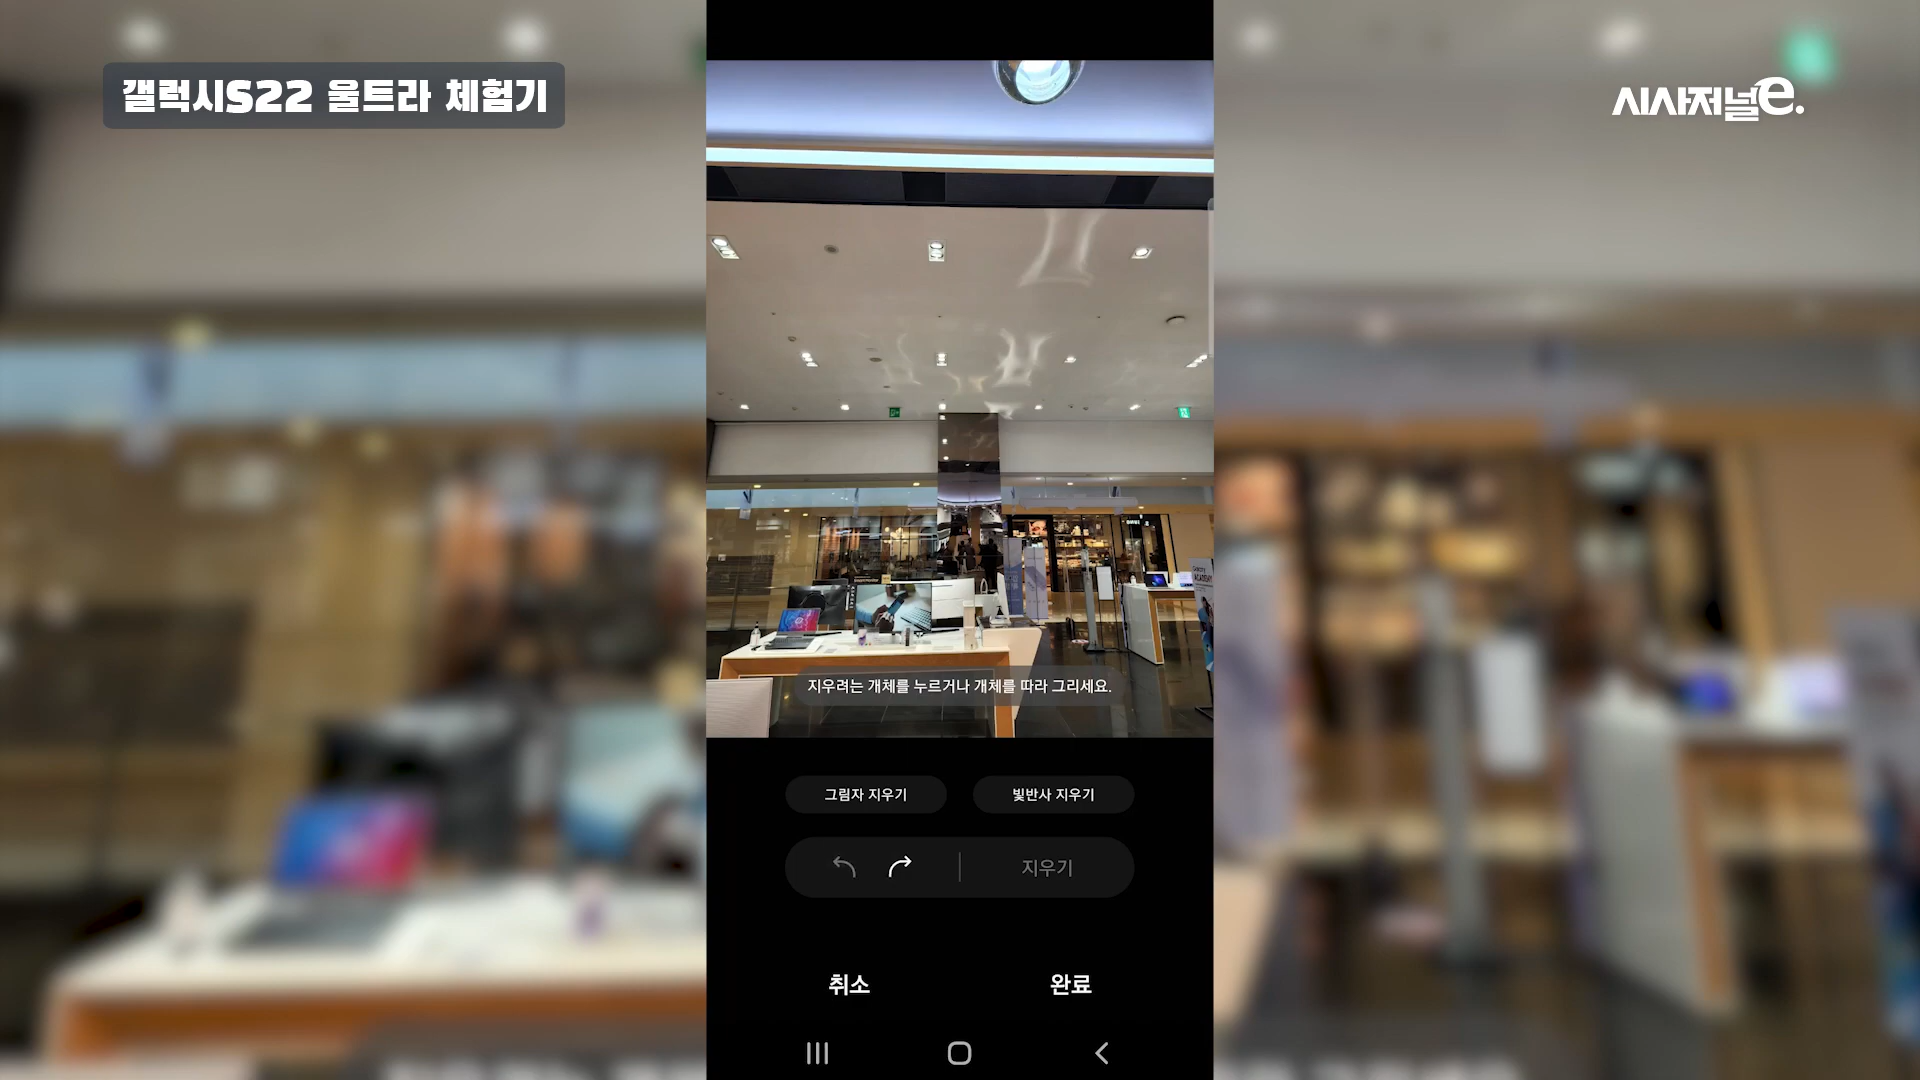 갤럭시S22 울트라 체험기
시사저널e.
지우려는 개체를 누르거나 개체를 따라 그리세요.
그림자 지우기
빛반사 지우기
지우기
취소
완료